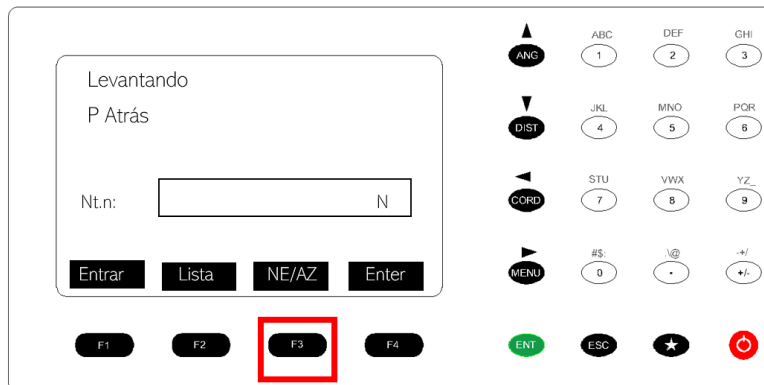 Levantando
P Atrás
Nt.n: N
Entrar Lista NE/AZ Enter
F1 F2 F3 F4
ABC DEF GHI
ANG 1 2 3
JKL MNO PQR
DIST 4 5 6
STU VWX YZ_
CORD 7 8 9
#$: .\@ -+/
MENU 0 • +/-
ENT ESC ★